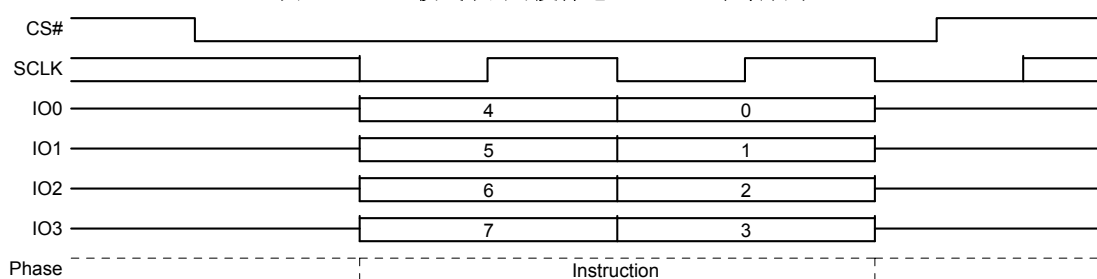 CS#
SCLK
IO0 4 0
IO1 5 1
IO2 6 2
IO3 7 3
Phase Instruction